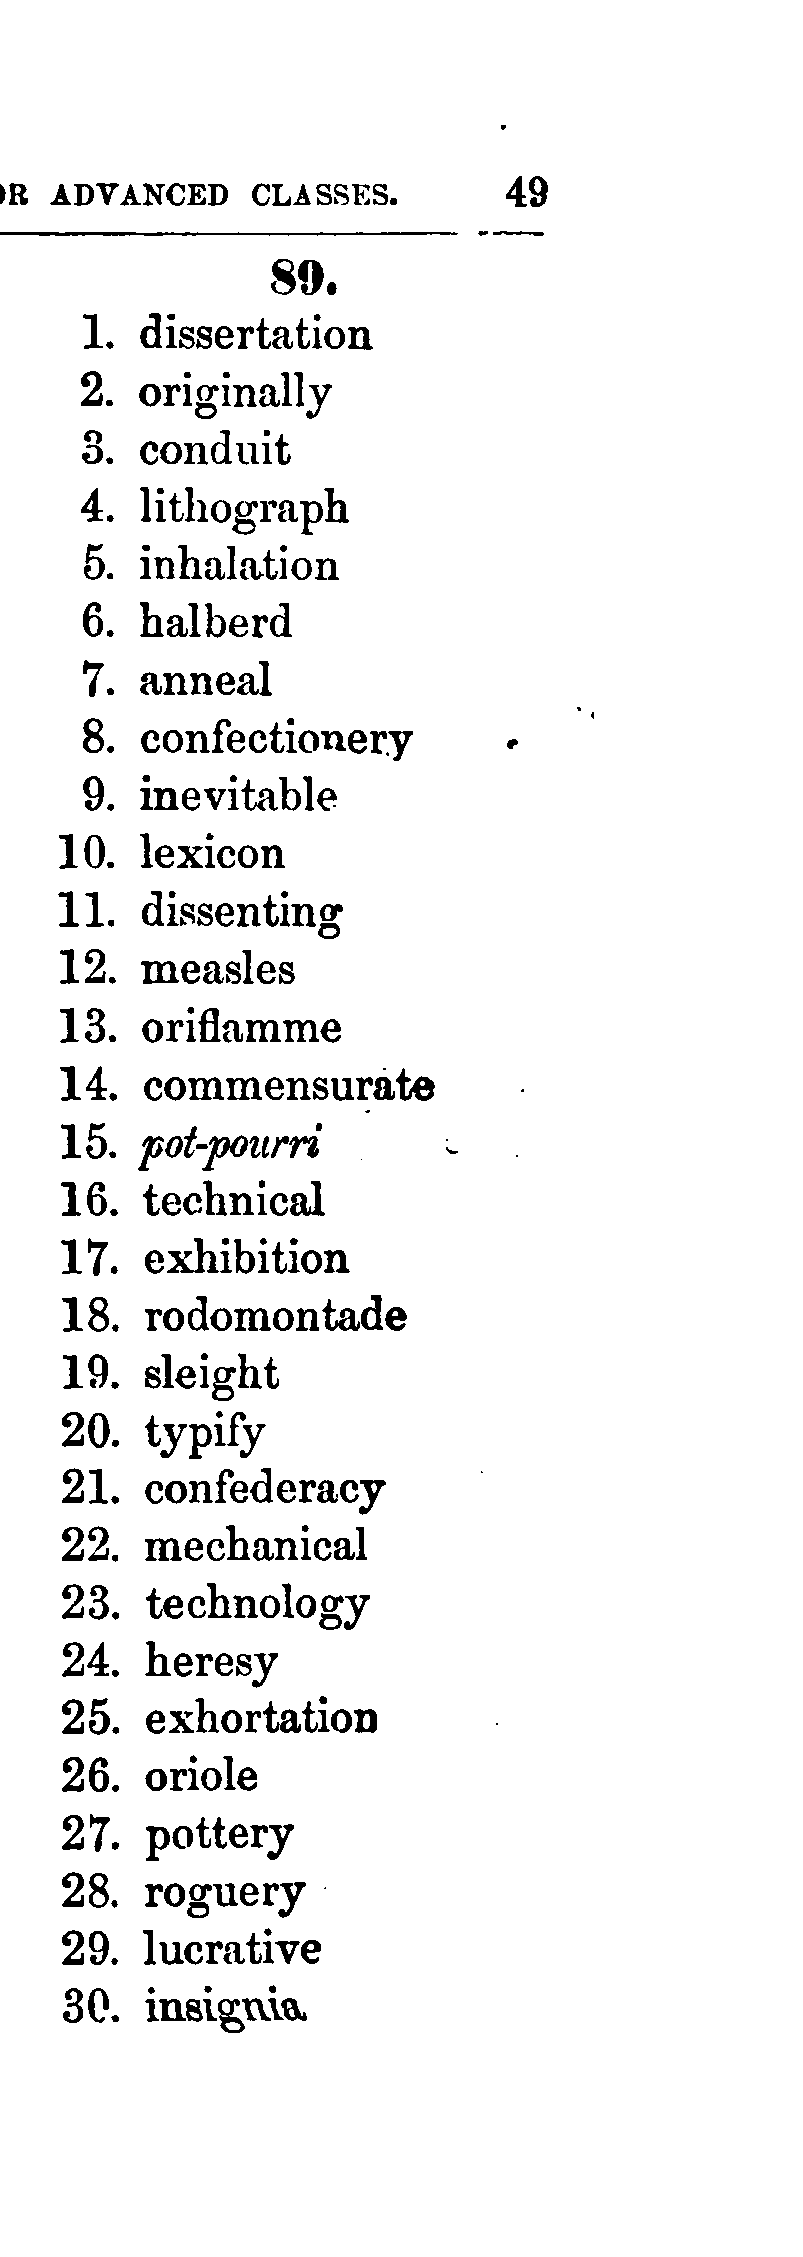 OR ADVANCED CLASSES. 49
89.
1. dissertation
2. originally
3. conduit
4. lithograph
5. inhalation
6. halberd
7. anneal
8. confectionery
9. inevitable
10. lexicon
11. dissenting
12. measles
13. oriflamme
14. commensurate
15. pot-pourri
16. technical
17. exhibition
18. rodomontade
19. sleight
20. typify
21. confederacy
22. mechanical
23. technology
24. heresy
25. exhortation
26. oriole
27. pottery
28. roguery
29. lucrative
30. insignia